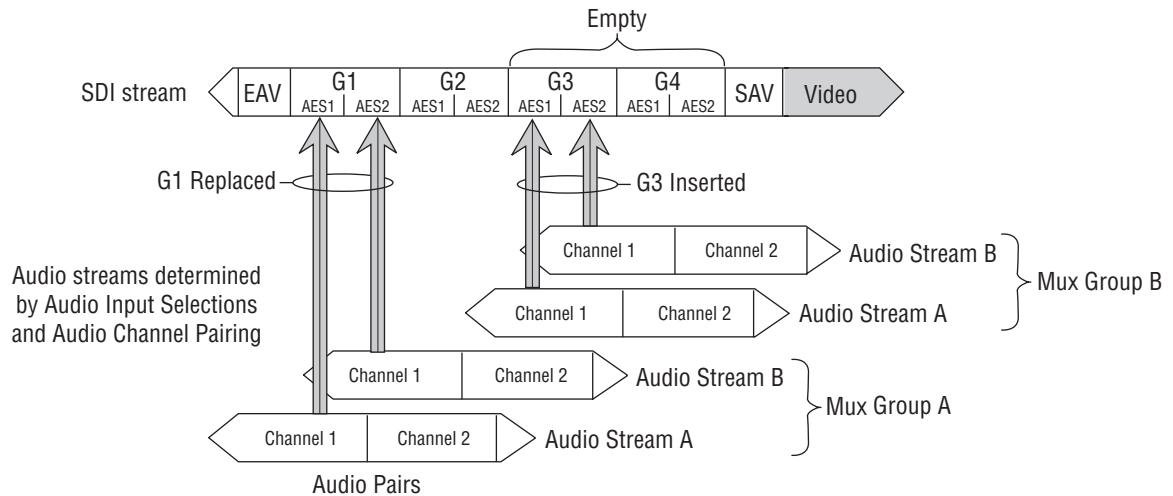 Empty
SDI stream
EAV
G1
G2
G3
G4
SAV
Video
AES1
AES2
AES1
AES2
AES1
AES2
AES1
AES2
G1 Replaced
G3 Inserted
Channel 1
Channel 2
Audio Stream B
Mux Group B
Channel 1
Channel 2
Audio Stream A
Audio streams determined
by Audio Input Selections
and Audio Channel Pairing
Channel 1
Channel 2
Audio Stream B
Mux Group A
Channel 1
Channel 2
Audio Stream A
Audio Pairs